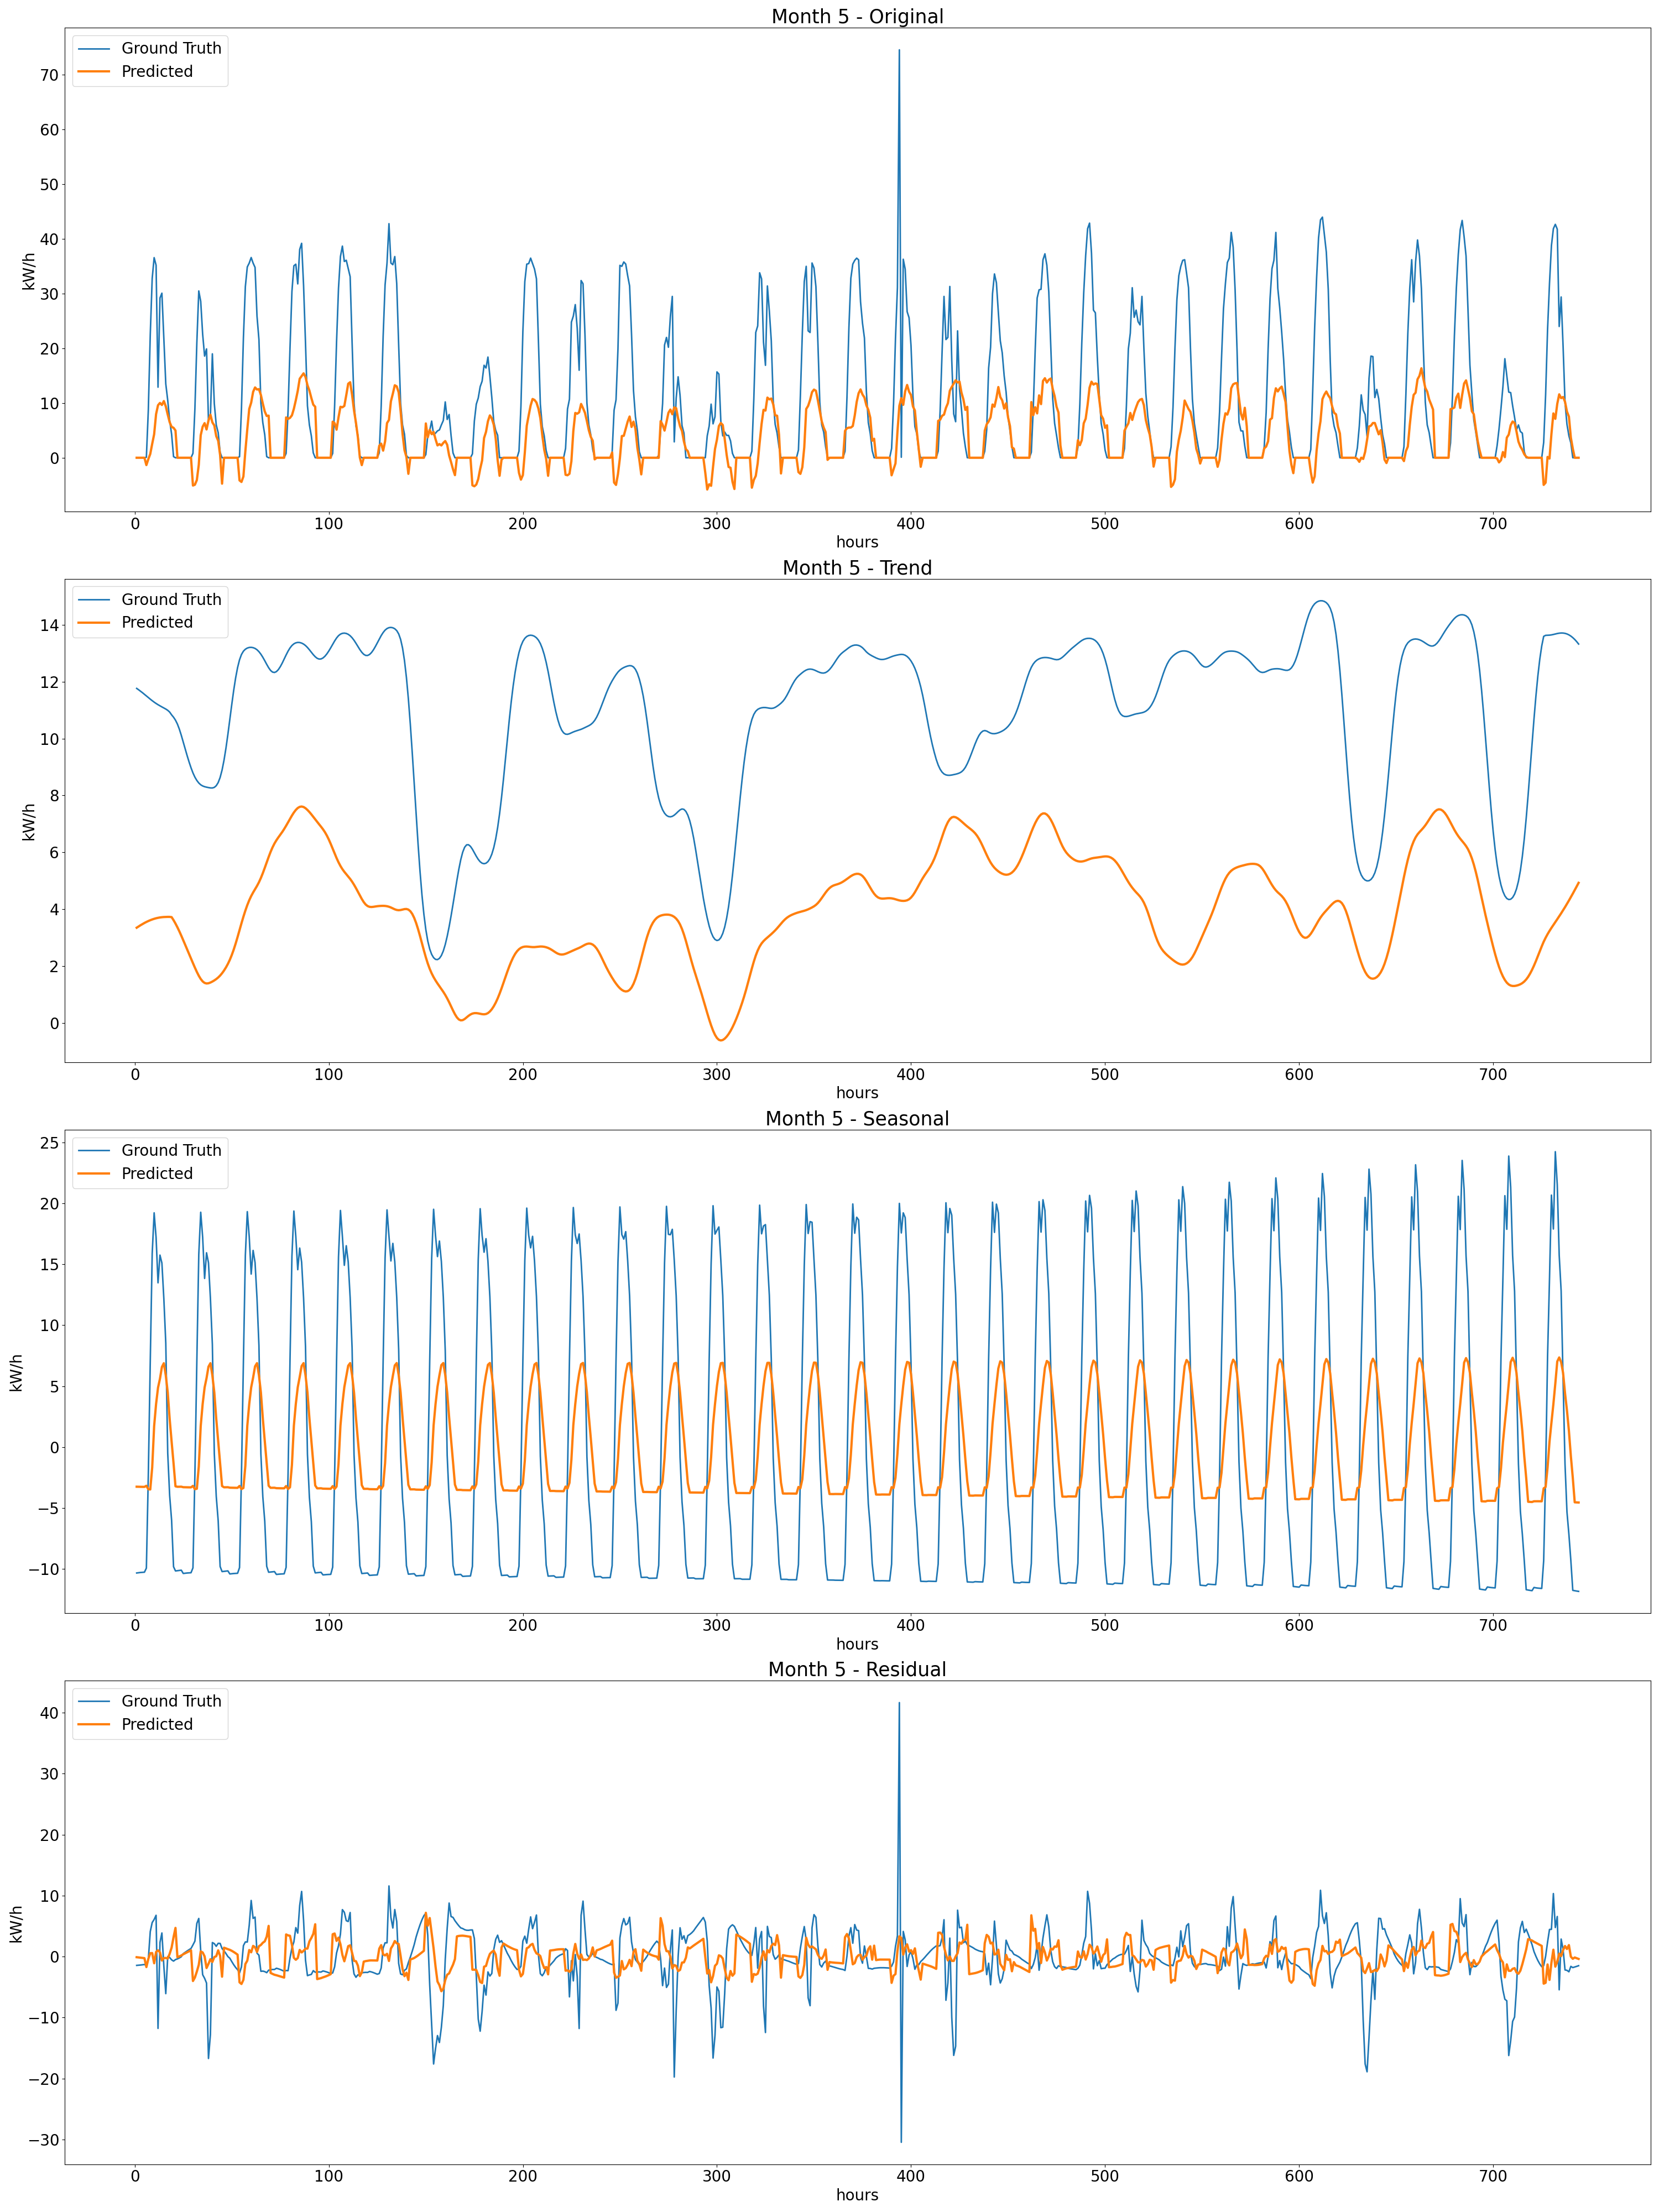 Month 5 - Original
Ground Truth
Predicted
kW/h
70
60
50
40
30
20
10
0
0 100 200 300 400 500 600 700
hours
Month 5 - Trend
Ground Truth
Predicted
kW/h
14
12
10
8
6
4
2
0
0 100 200 300 400 500 600 700
hours
Month 5 - Seasonal
Ground Truth
Predicted
kW/h
25
20
15
10
5
0
−5
−10
0 100 200 300 400 500 600 700
hours
Month 5 - Residual
Ground Truth
Predicted
kW/h
40
30
20
10
0
−10
−20
−30
0 100 200 300 400 500 600 700
hours